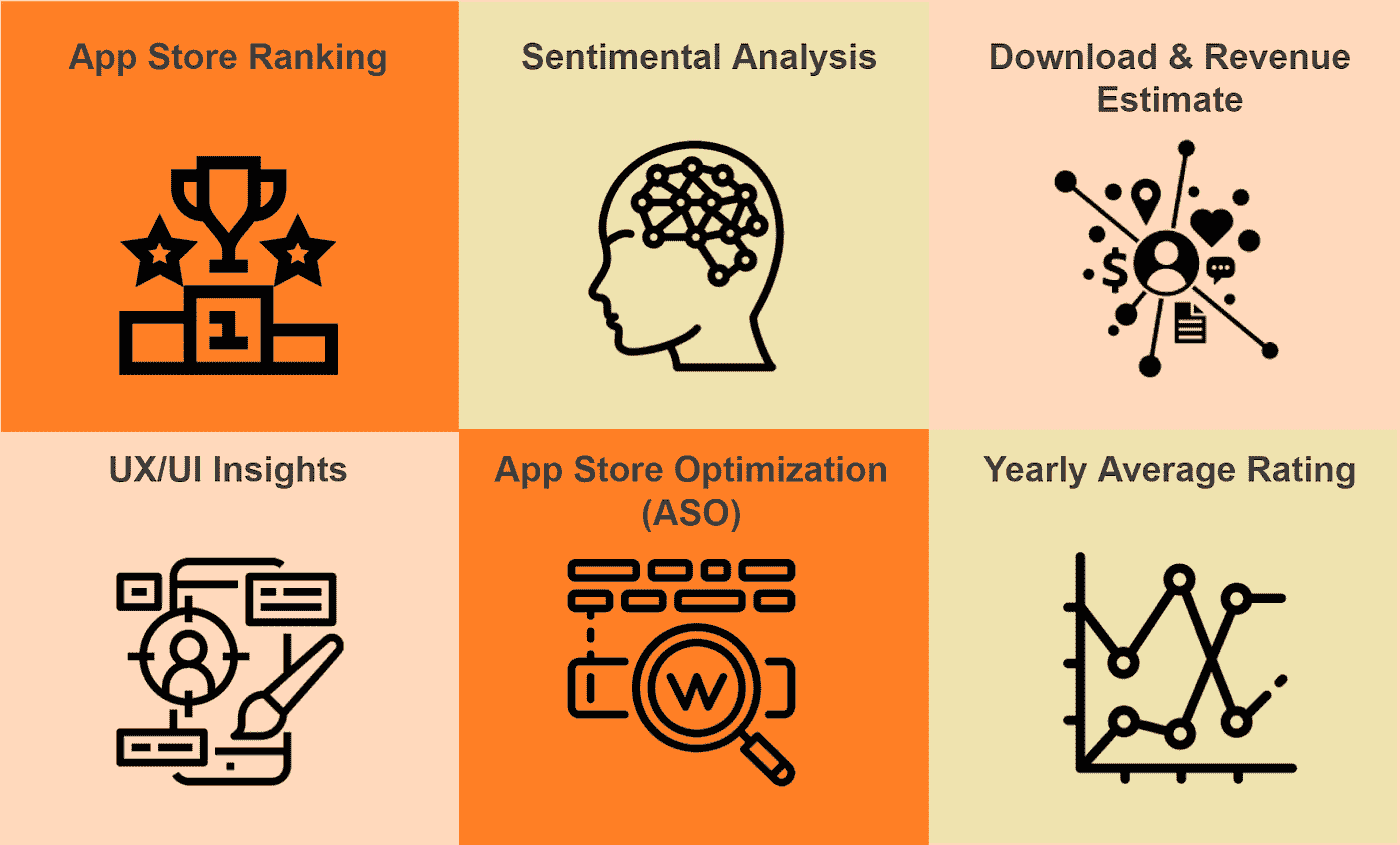 App Store Ranking
Sentimental Analysis
Download & Revenue
Estimate
1
UX/UI Insights
App Store Optimization
(ASO)
Yearly Average Rating
$
W